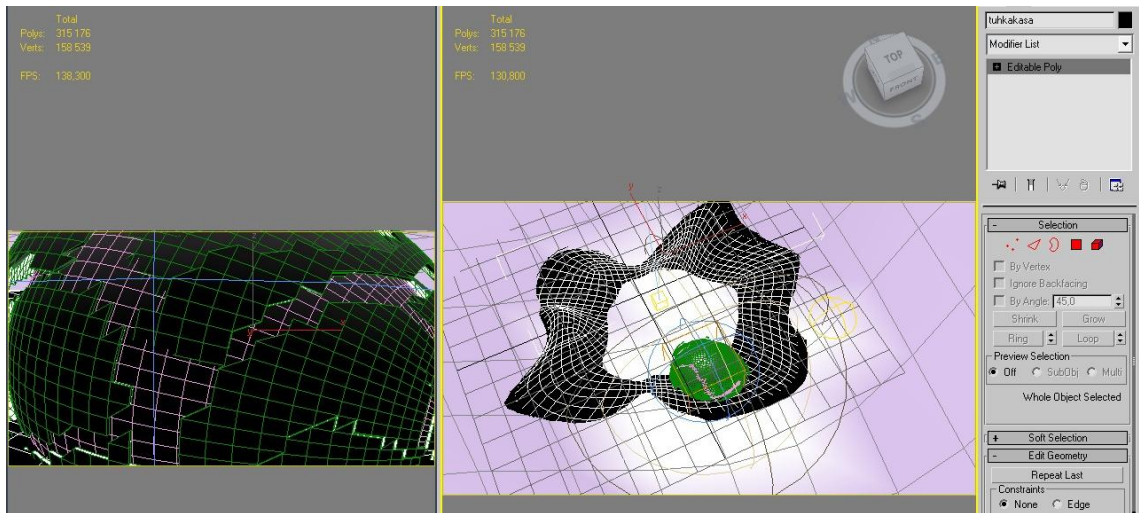 Total
Polys: 315 176
Verts: 158 539
FPS: 138,300
Total
Polys: 315 176
Verts: 158 539
FPS: 130,800
TOP
FRONT
S
y
z
x
x
tuhkakasa
Modifier List
Editable Poly
- Selection
By Vertex
Ignore Backfacing
By Angle: 45,0
Shrink Grow
Ring Loop
Preview Selection
Off SubObj Multi
Whole Object Selected
+ Soft Selection
- Edit Geometry
Repeat Last
Constraints
None Edge